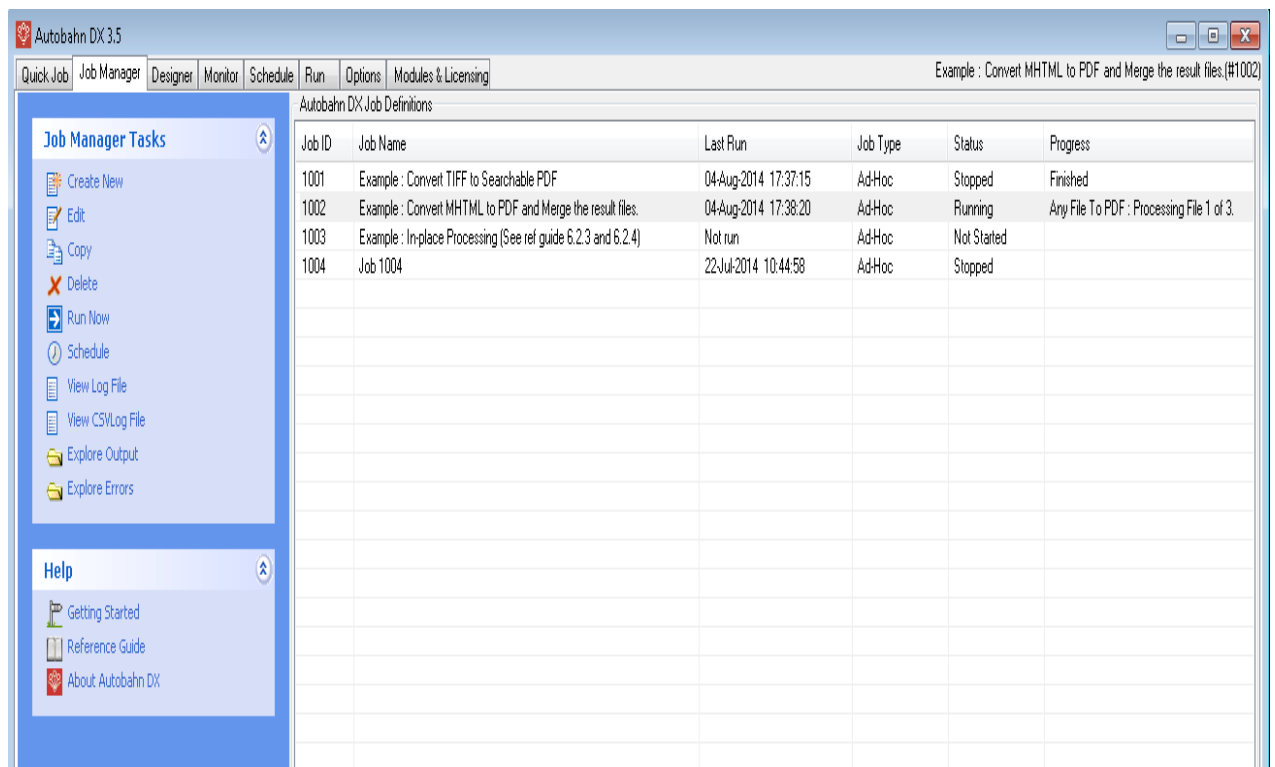 Autobahn DX 3.5
Quick Job Job Manager Designer Monitor Schedule Run Options Modules & Licensing Example : Convert MHTML to PDF and Merge the result files.(#1002)
Job Manager Tasks
Create New
Edit
Copy
Delete
Run Now
Schedule
View Log File
View CSVLog File
Explore Output
Explore Errors
Help
Getting Started
Reference Guide
About Autobahn DX
Autobahn DX Job Definitions
Job ID Job Name Last Run Job Type Status Progress
1001 Example : Convert TIFF to Searchable PDF 04-Aug-2014 17:37:15 Ad-Hoc Stopped Finished
1002 Example : Convert MHTML to PDF and Merge the result files. 04-Aug-2014 17:38:20 Ad-Hoc Running Any File To PDF : Processing File 1 of 3.
1003 Example : In-place Processing (See ref guide 6.2.3 and 6.2.4) Not run Ad-Hoc Not Started
1004 Job 1004 22-Jul-2014 10:44:58 Ad-Hoc Stopped